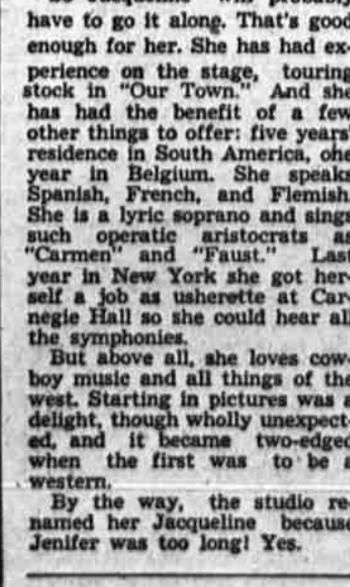 have to go it along. That's good
enough for her. She has had ex-
perience on the stage, touring
stock in "Our Town." And she
has had the benefit of a few
other things to offer: five years'
residence in South America, one
year in Belgium. She speaks
Spanish, French, and Flemish.
She is a lyric soprano and sings
such operatic aristocrats as
"Carmen" and "Faust." Last
year in New York she got her-
self a job as usherette at Car-
negie Hall so she could hear all
the symphonies.
But above all, she loves cow-
boy music and all things of the
west. Starting in pictures was a
delight, though wholly unexpect-
ed, and it became two-edged
when the first was to be a
western.
By the way, the studio re-
named her Jacqueline because
Jenifer was too long! Yes.